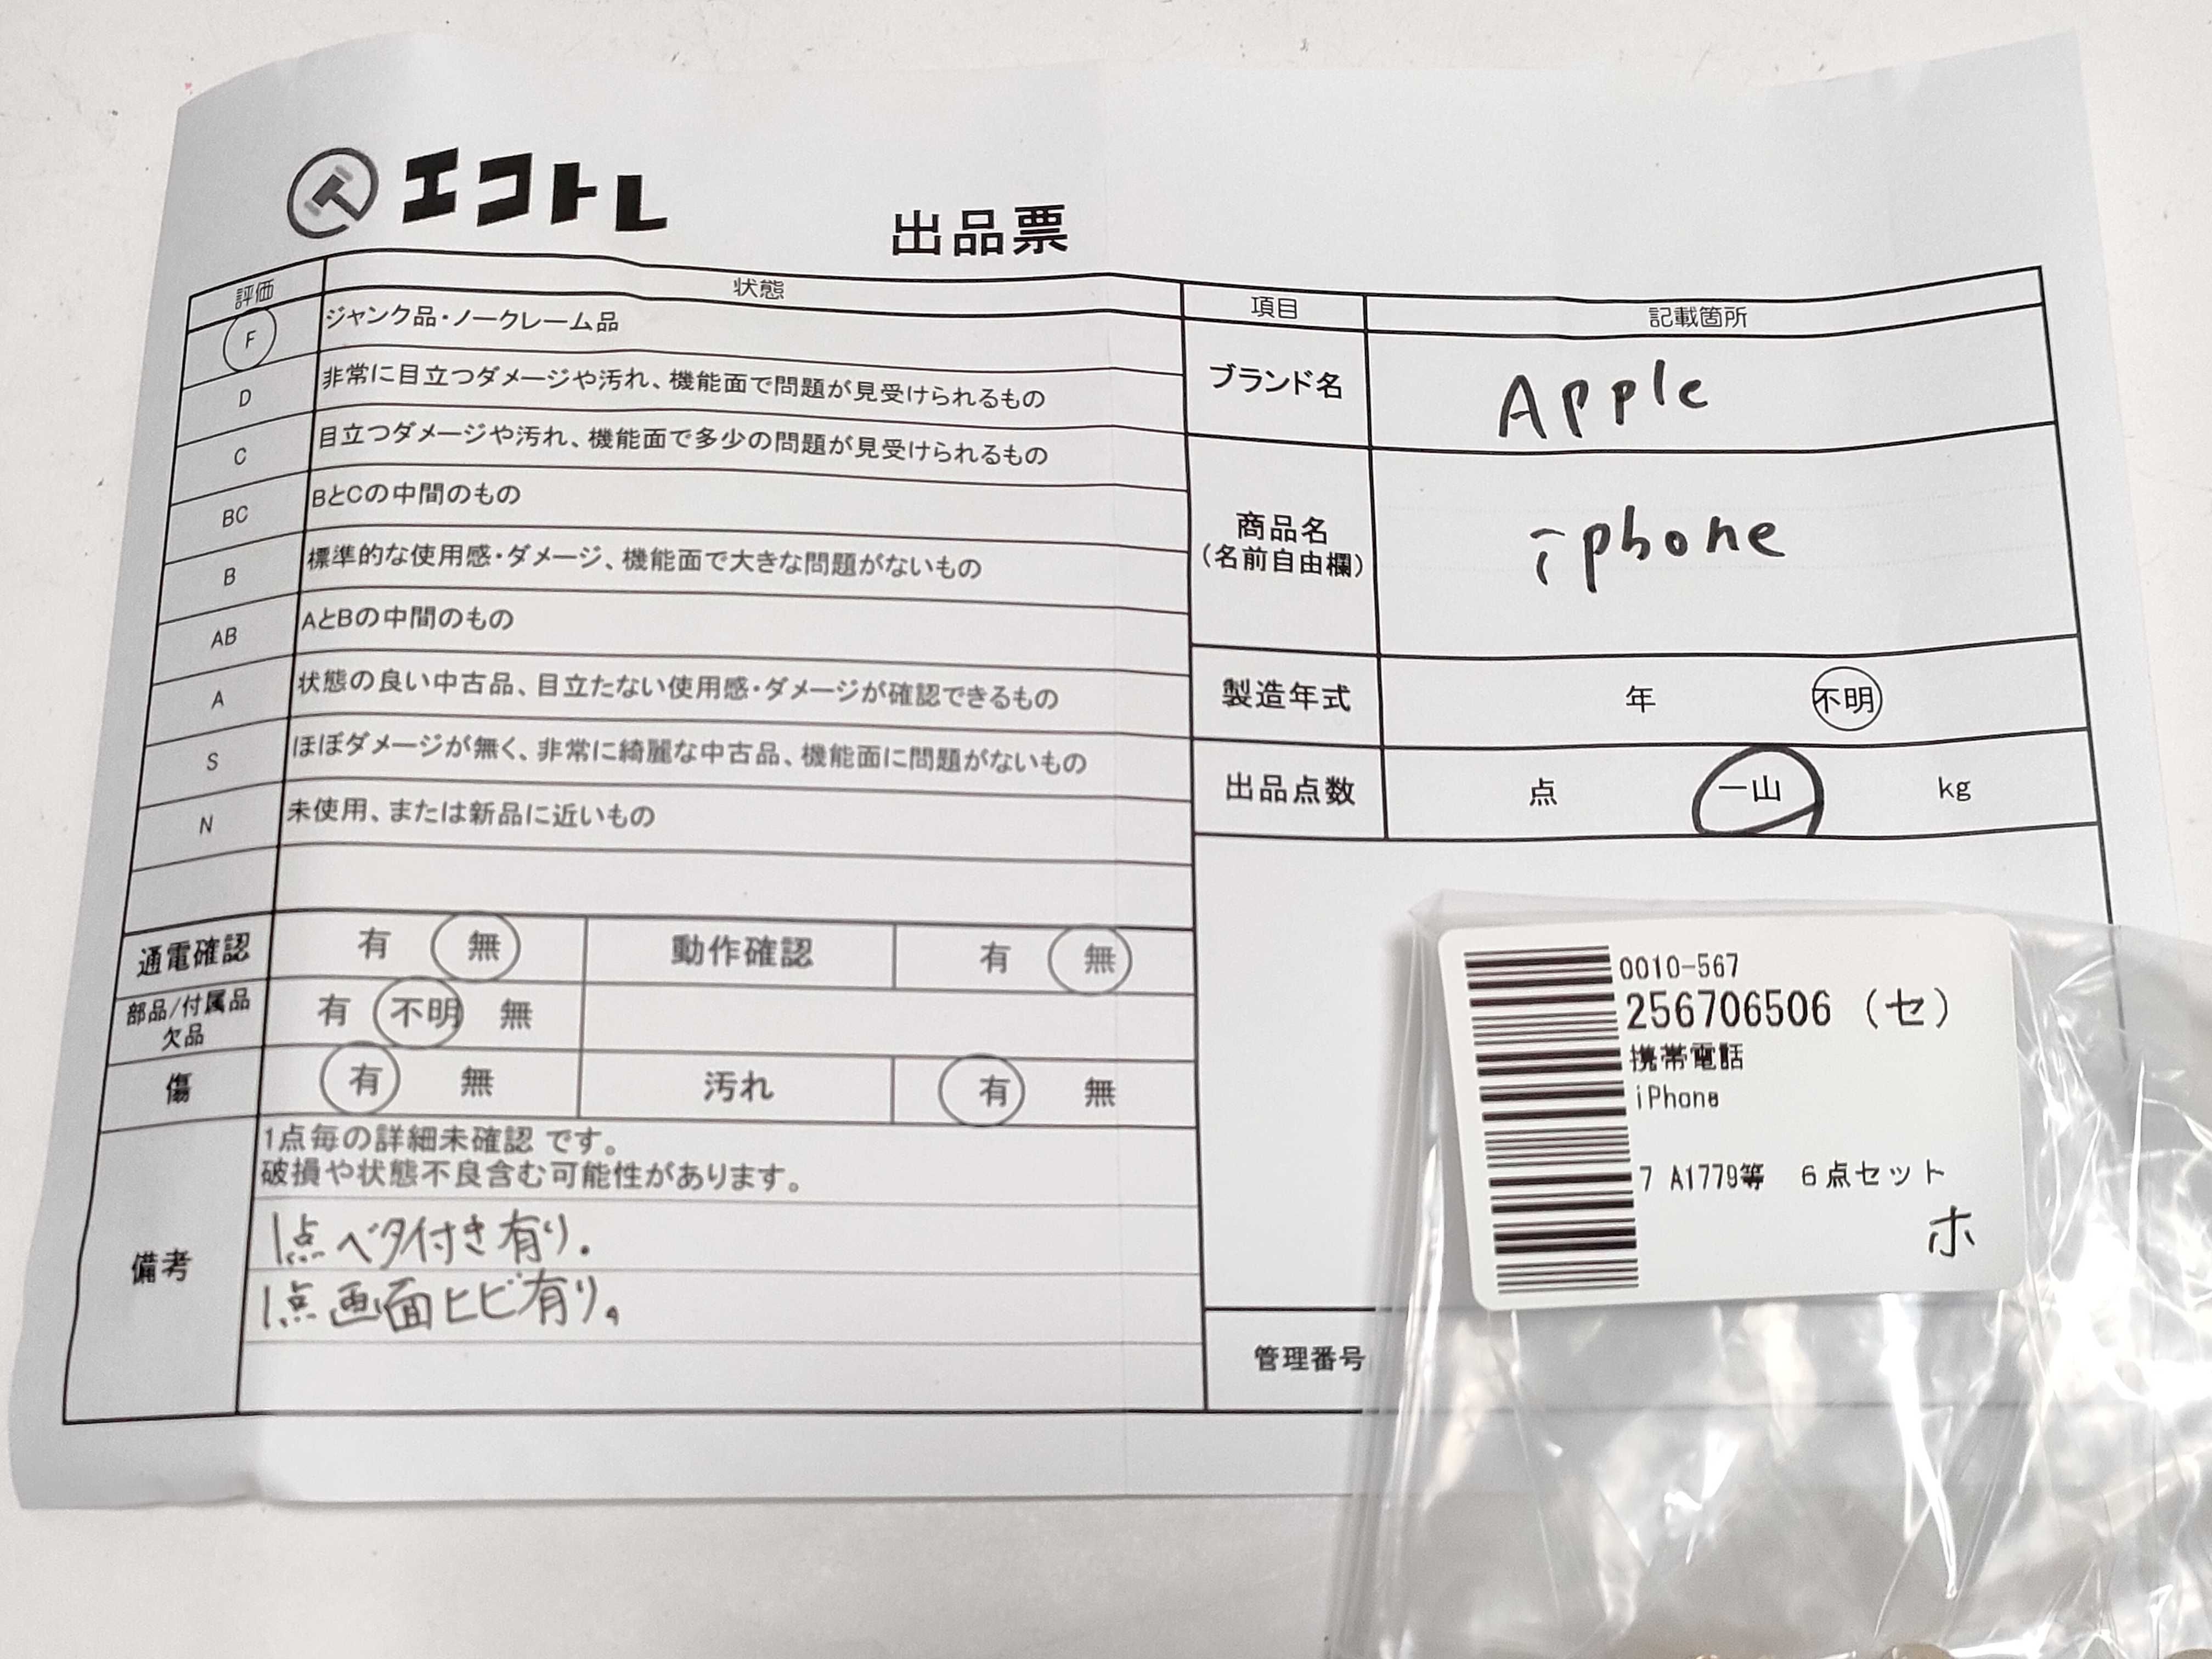 エコトレ
出品票
評価 状態
F ジャンク品・ノークレーム品
D 非常に目立つダメージや汚れ、機能面で問題が見受けられるもの
C 目立つダメージや汚れ、機能面で多少の問題が見受けられるもの
BC BとCの中間のもの
B 標準的な使用感・ダメージ、機能面で大きな問題がないもの
AB AとBの中間のもの
A 状態の良い中古品、目立たない使用感・ダメージが確認できるもの
S ほぼダメージが無く、非常に綺麗な中古品、機能面に問題がないもの
N 未使用、または新品に近いもの
通電確認 有 無 動作確認 有 無
部品/付属品
欠品 有 不明 無
傷 有 無 汚れ 有 無
備考
1点毎の詳細未確認 です。
破損や状態不良含む可能性があります。
1点ベタ付き有り.
1点画面ヒビ有り。
項目 記載箇所
ブランド名 Apple
商品名
(名前自由欄) iphone
製造年式 年 不明
出品点数 点 一山 kg
管理番号
0010-567
256706506 (セ)
携帯電話
iPhone
7 A1779等 6点セット
ホ